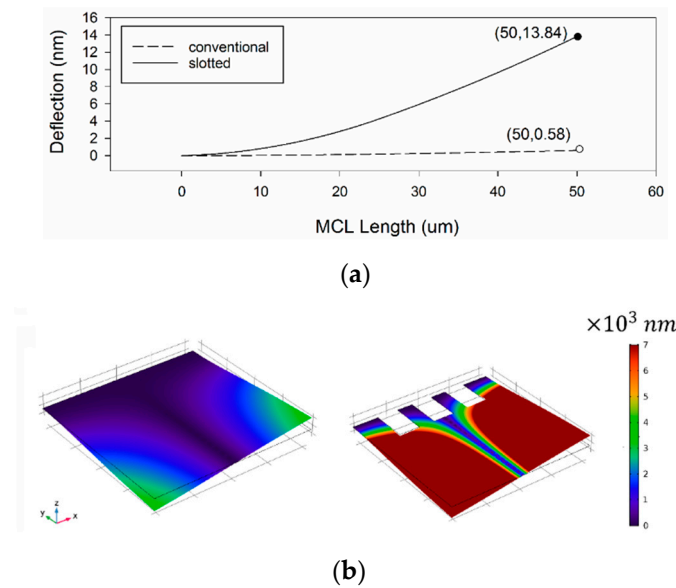 16
14
12
10
8
6
4
2
0
Deflection (nm)
conventional
slotted
(50,13.84)
(50,0.58)
0 10 20 30 40 50 60
MCL Length (um)
(a)
×10³ nm
7
6
5
4
3
2
1
0
z
y x
(b)